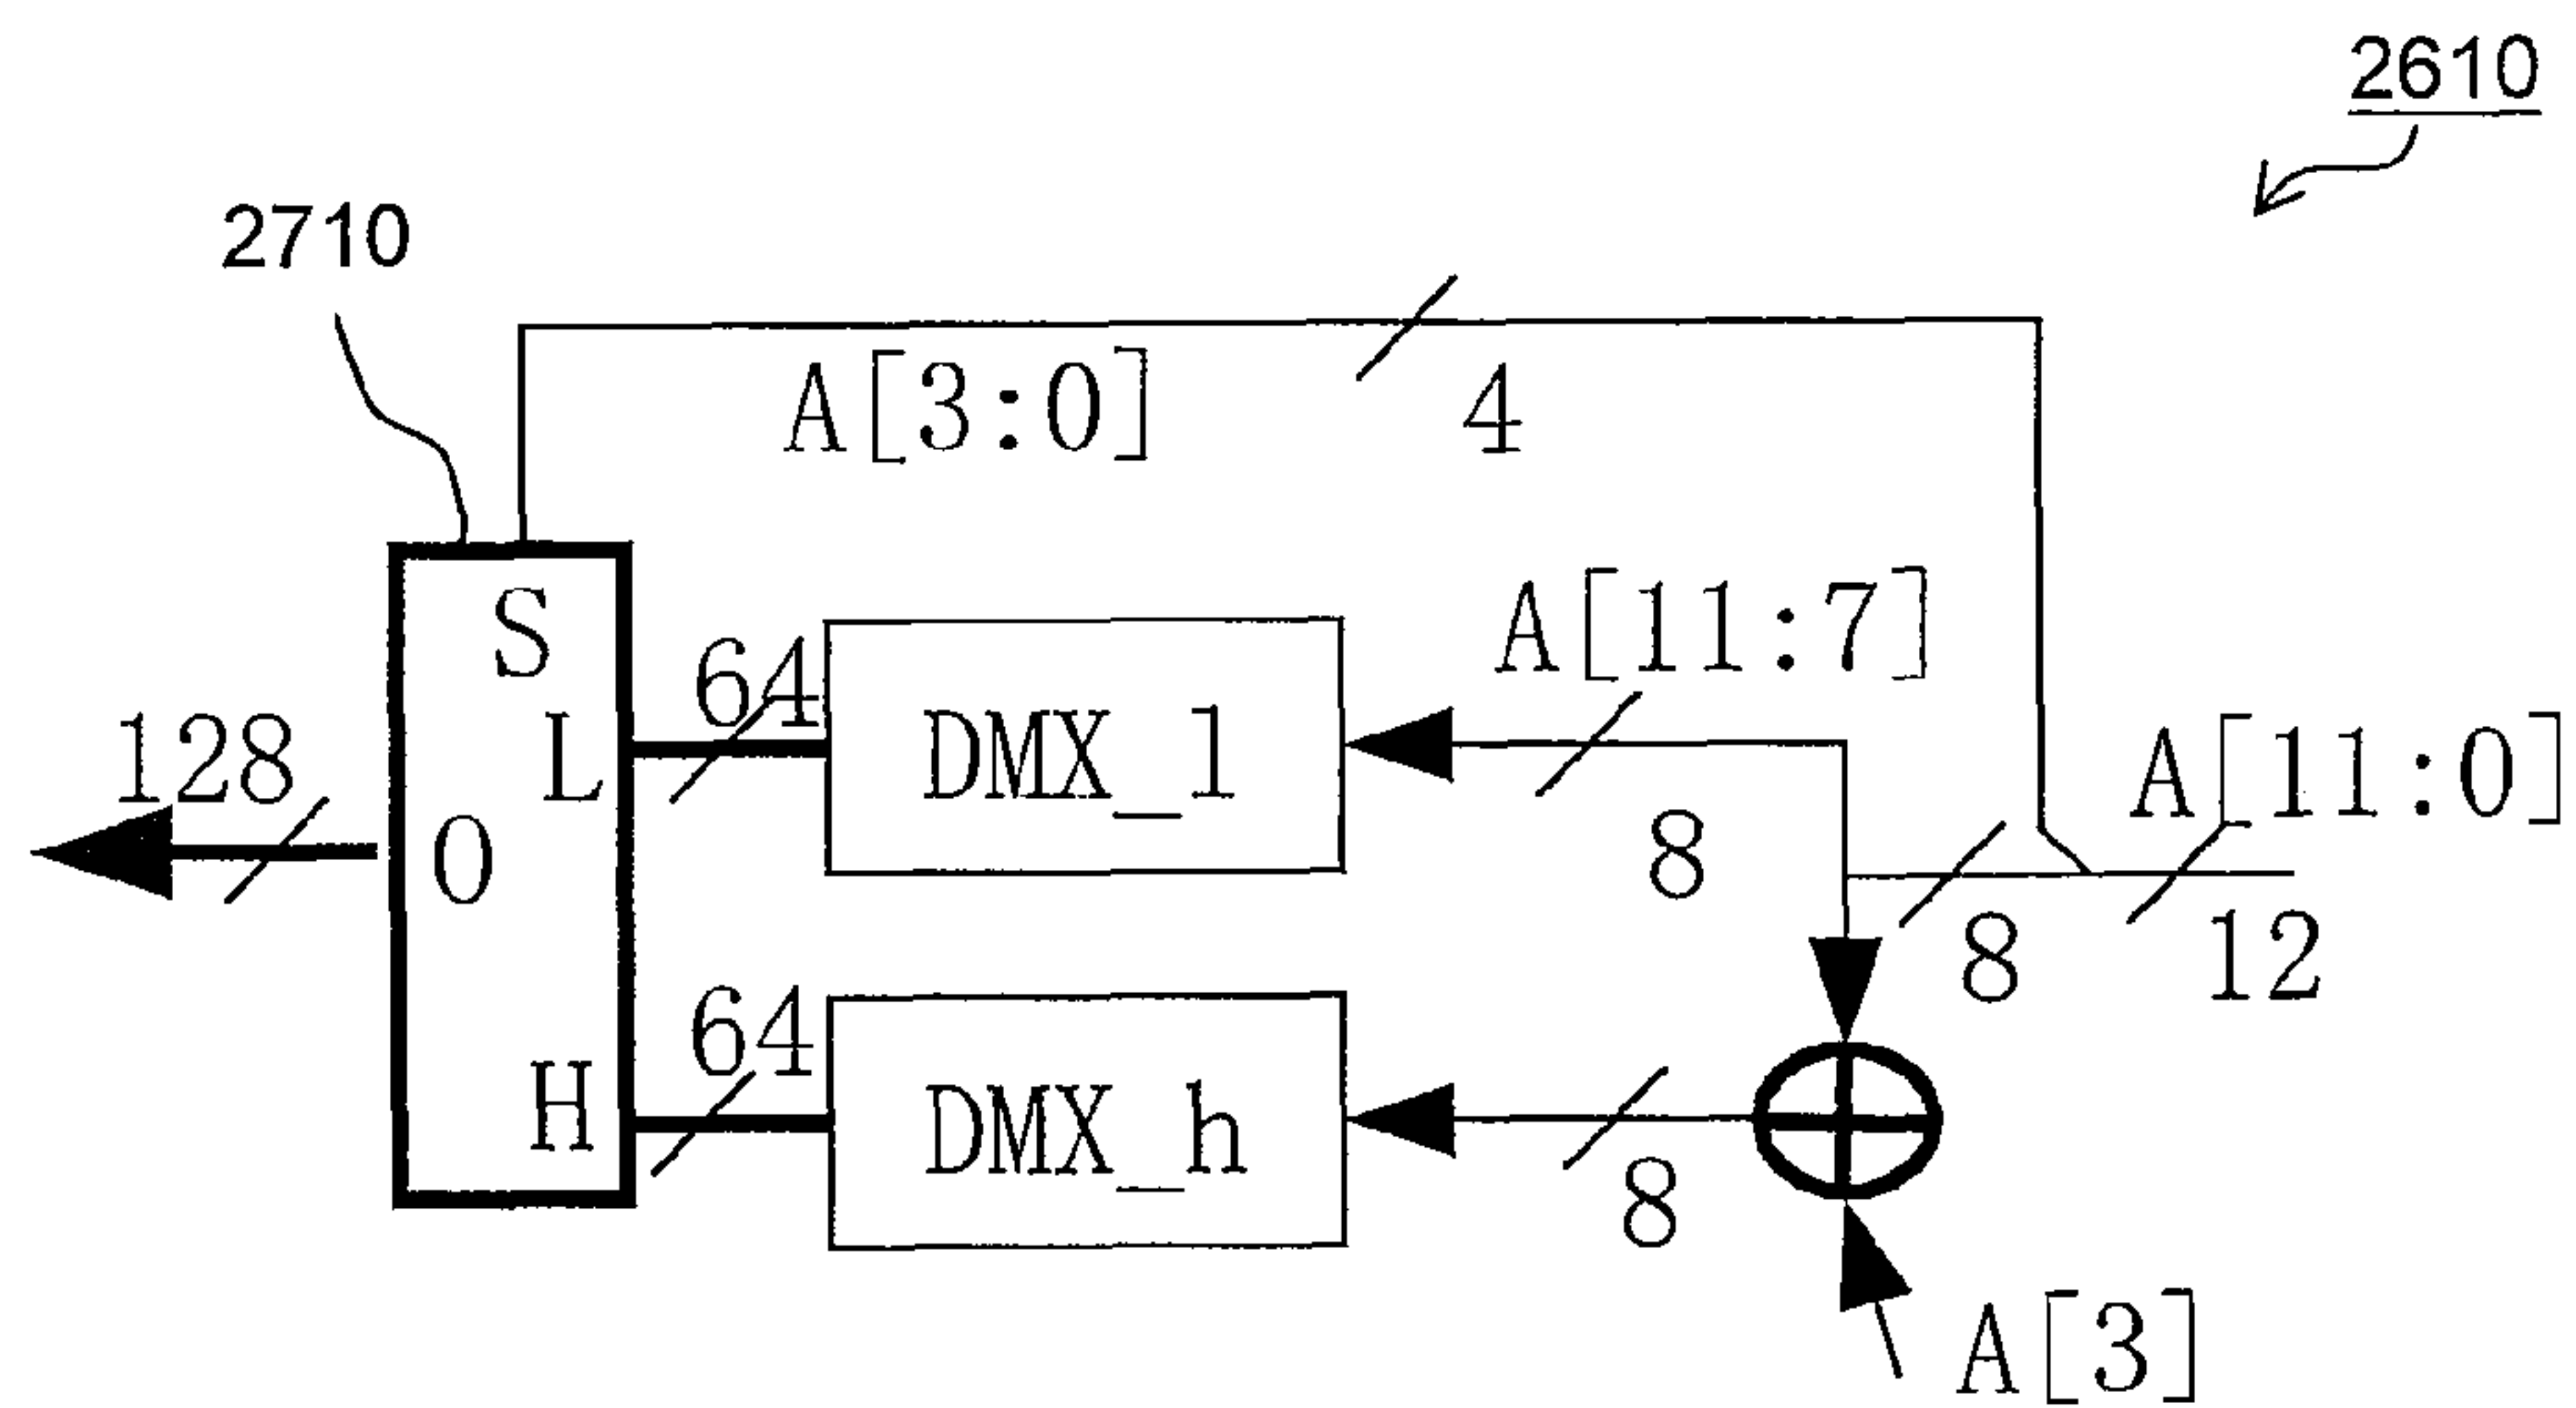 2610
2710
A[3:0]
4
S
64
DMX_l
A[11:7]
8
L
128
O
A[11:0]
8
12
H
64
DMX_h
8
A[3]